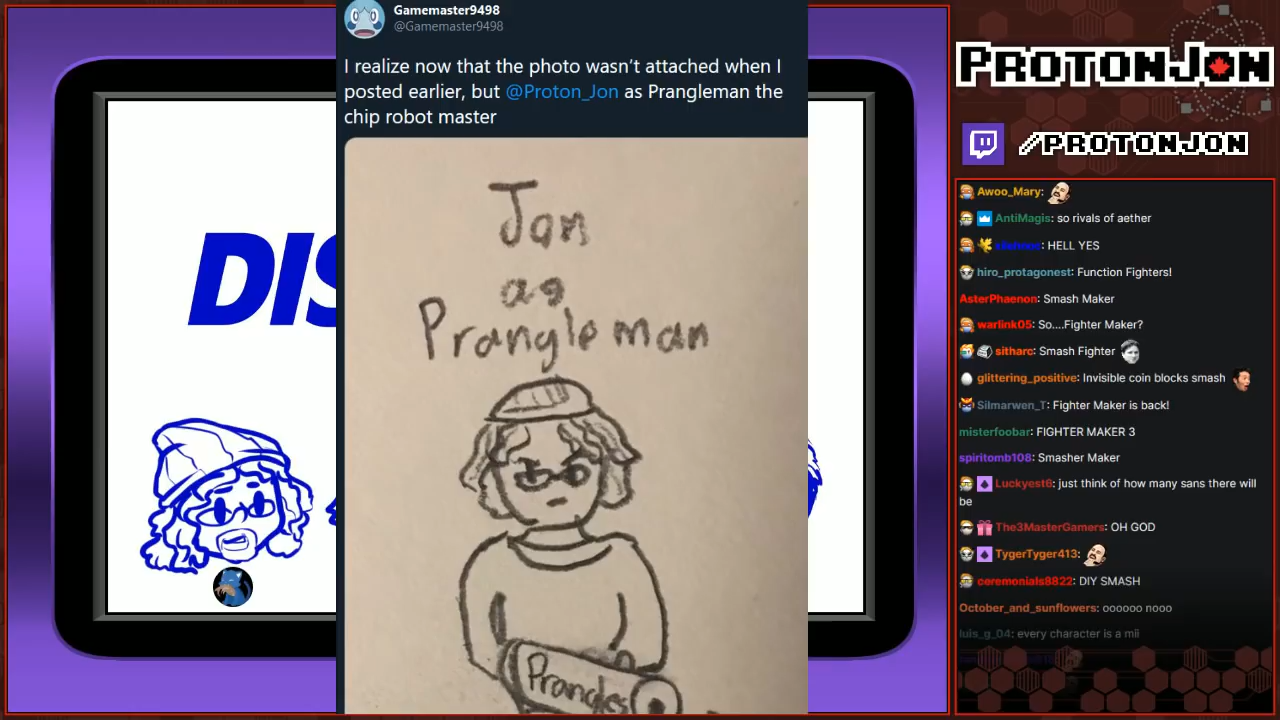 Gamemaster9498
@Gamemaster9498
I realize now that the photo wasn't attached when I
posted earlier, but @Proton_Jon as Prangleman the
chip robot master
Jon
as
Prangleman
Prangles
DIS
PROTONJON
/PROTONJON
Awoo_Mary:
AntiMagis: so rivals of aether
: HELL YES
hiro_protagonest: Function Fighters!
AsterPhaenon: Smash Maker
warlink05: So....Fighter Maker?
sitharc: Smash Fighter
glittering_positive: Invisible coin blocks smash
Silmarwen_T: Fighter Maker is back!
misterfoobar: FIGHTER MAKER 3
spiritomb108: Smasher Maker
Luckyest6: just think of how many sans there will
be
The3MasterGamers: OH GOD
TygerTyger413:
ceremonials8822: DIY SMASH
October_and_sunflowers: oooooo nooo
luis_g_04: every character is a mii